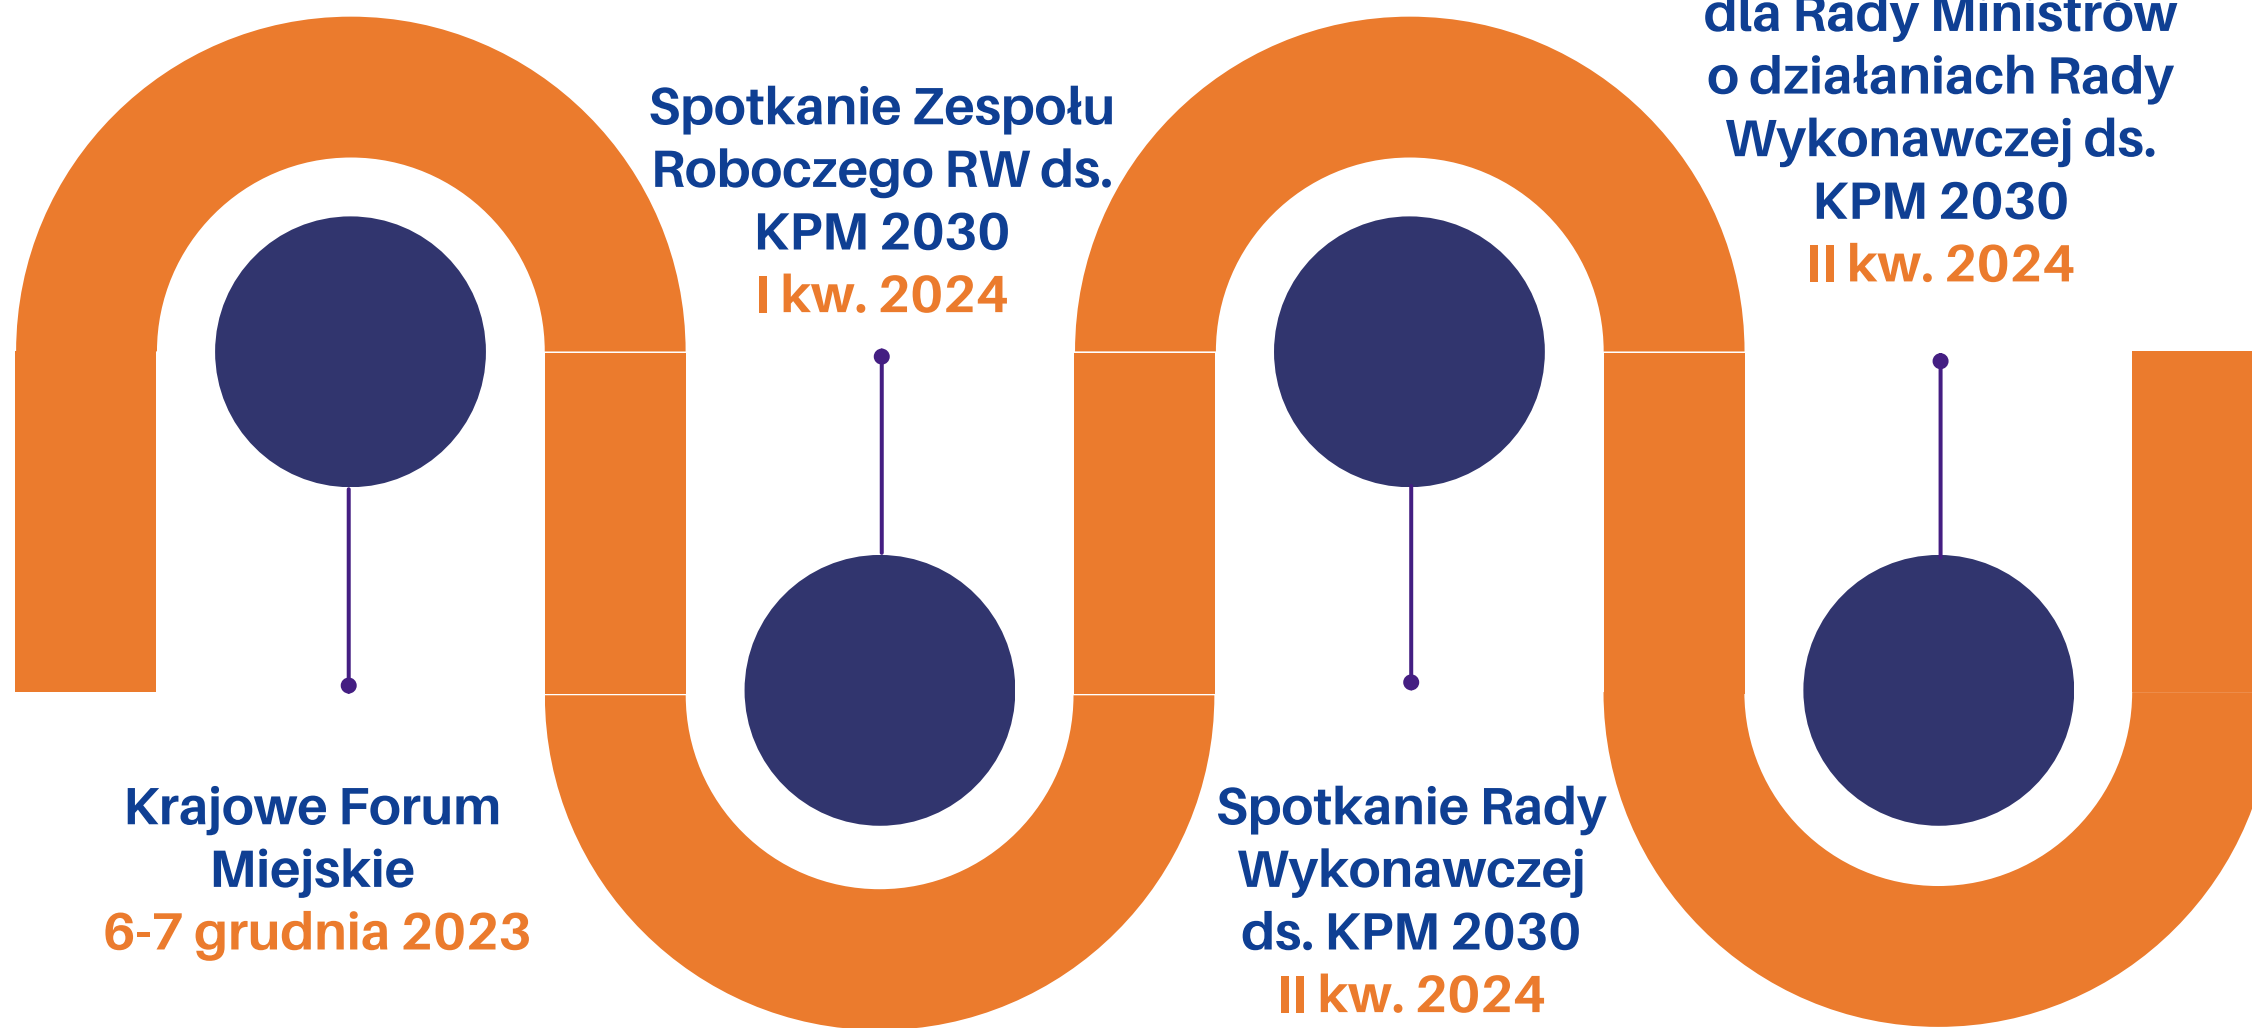 Krajowe Forum
Miejskie
6-7 grudnia 2023
Spotkanie Zespołu
Roboczego RW ds.
KPM 2030
I kw. 2024
Spotkanie Rady
Wykonawczej
ds. KPM 2030
II kw. 2024
dla Rady Ministrów
o działaniach Rady
Wykonawczej ds.
KPM 2030
II kw. 2024